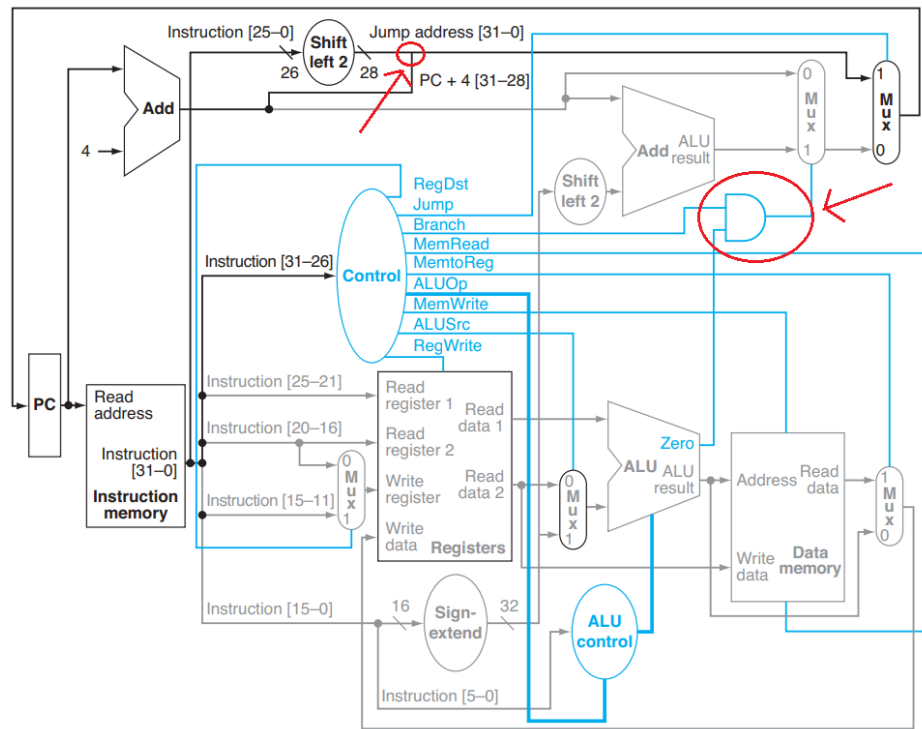 Instruction [25–0]
Shift
left 2
Jump address [31–0]
26
28
PC + 4 [31–28]
Add
4
0
M
u
x
1
1
M
u
x
0
Add
ALU
result
Shift
left 2
RegDst
Jump
Branch
MemRead
MemtoReg
ALUOp
MemWrite
ALUSrc
RegWrite
Instruction [31–26]
Control
PC
Read
address
Instruction
[31–0]
Instruction
memory
Instruction [25–21]
Instruction [20–16]
Instruction [15–11]
0
M
u
x
1
Read
register 1
Read
register 2
Write
register
Write
data
Read
data 1
Read
data 2
Registers
0
M
u
x
1
Zero
ALU
ALU
result
Address
Read
data
Write
data
Data
memory
1
M
u
x
0
Instruction [15–0]
16
Sign-
extend
32
ALU
control
Instruction [5–0]